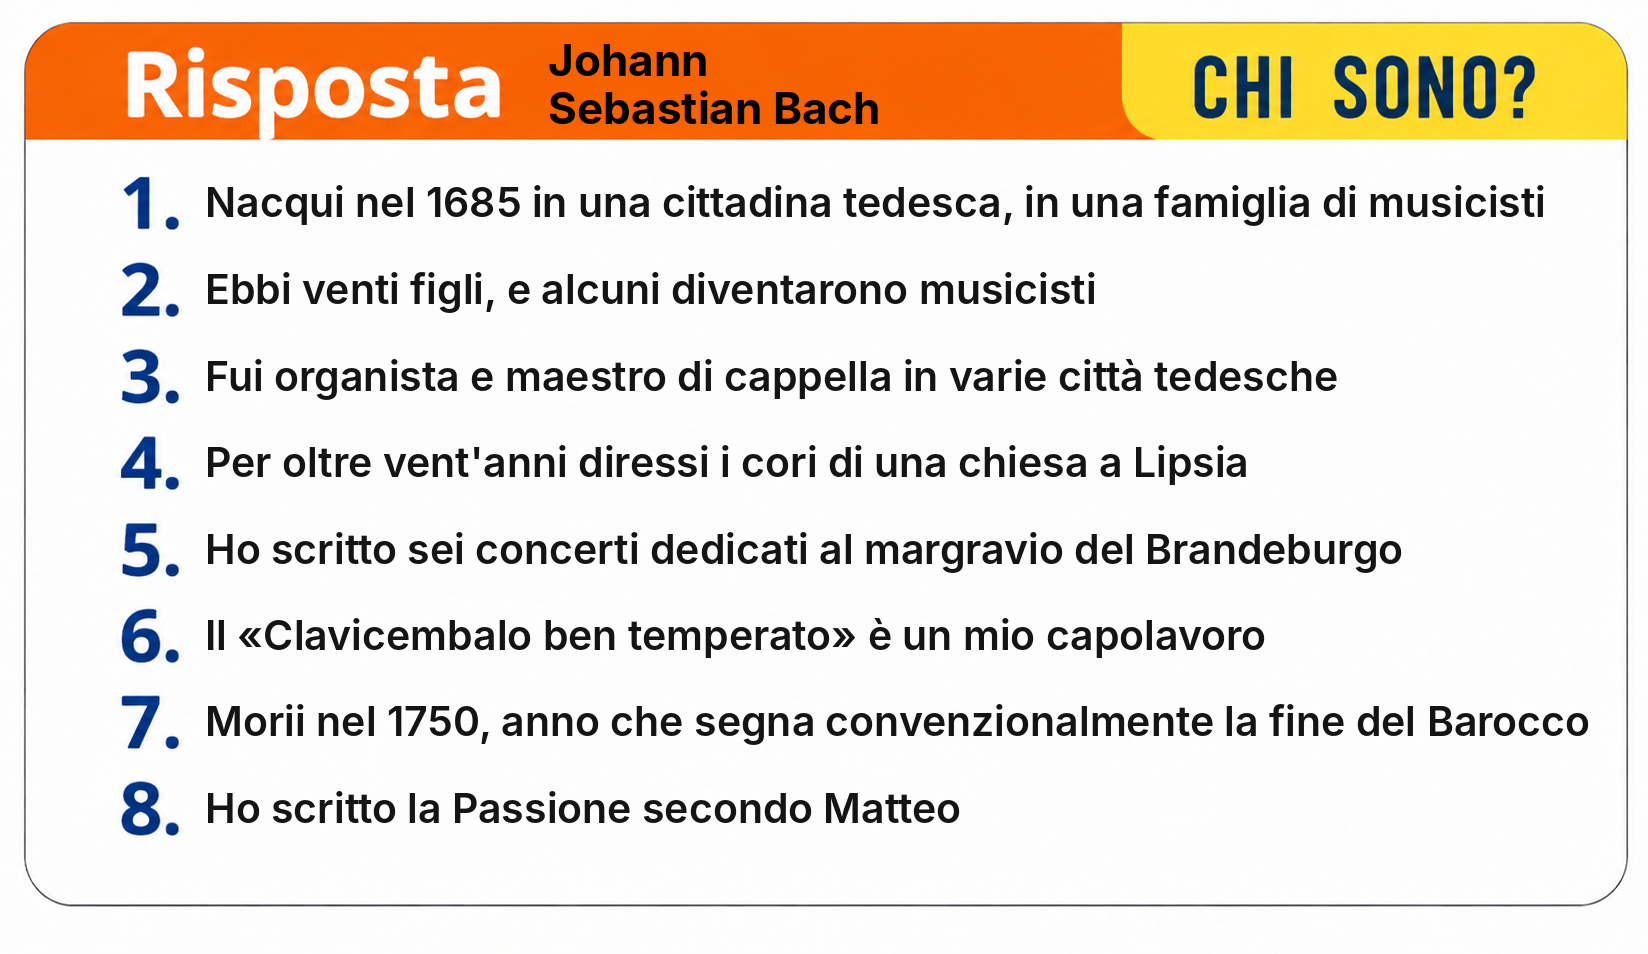 Risposta
Johann
Sebastian Bach
CHI SONO?
1. Nacqui nel 1685 in una cittadina tedesca, in una famiglia di musicisti
2. Ebbi venti figli, e alcuni diventarono musicisti
3. Fui organista e maestro di cappella in varie città tedesche
4. Per oltre vent'anni diressi i cori di una chiesa a Lipsia
5. Ho scritto sei concerti dedicati al margravio del Brandeburgo
6. Il «Clavicembalo ben temperato» è un mio capolavoro
7. Morii nel 1750, anno che segna convenzionalmente la fine del Barocco
8. Ho scritto la Passione secondo Matteo